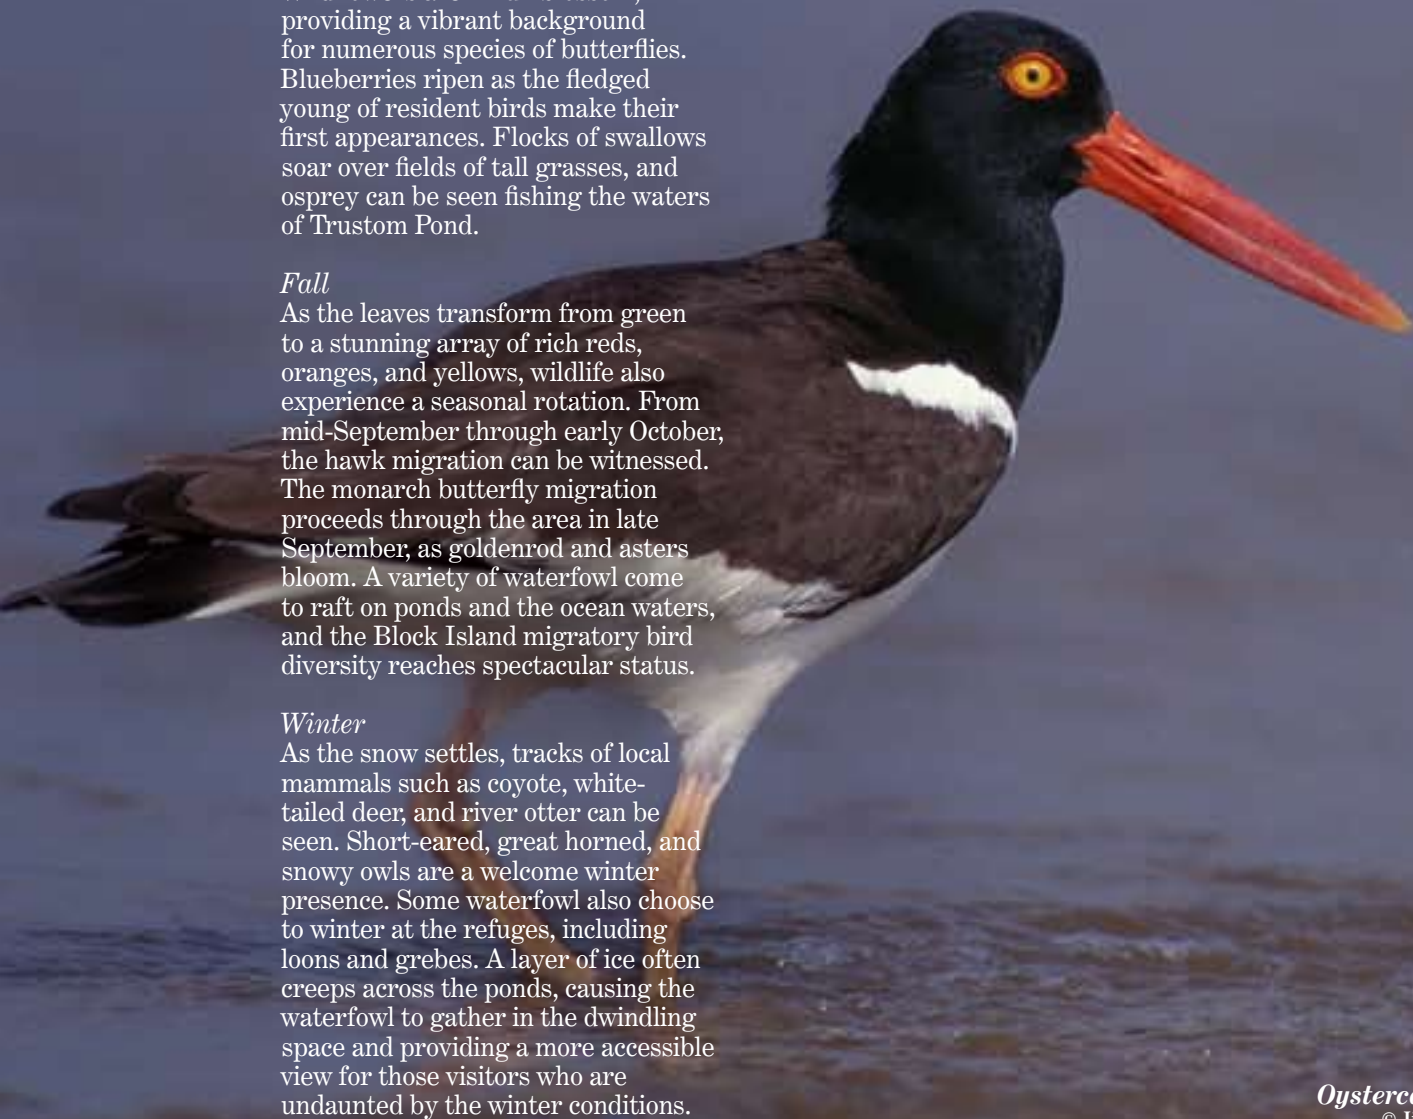 providing a vibrant background
for numerous species of butterflies.
Blueberries ripen as the fledged
young of resident birds make their
first appearances. Flocks of swallows
soar over fields of tall grasses, and
osprey can be seen fishing the waters
of Trustom Pond.
Fall
As the leaves transform from green
to a stunning array of rich reds,
oranges, and yellows, wildlife also
experience a seasonal rotation. From
mid-September through early October,
the hawk migration can be witnessed.
The monarch butterfly migration
proceeds through the area in late
September, as goldenrod and asters
bloom. A variety of waterfowl come
to raft on ponds and the ocean waters,
and the Block Island migratory bird
diversity reaches spectacular status.
Winter
As the snow settles, tracks of local
mammals such as coyote, white-
tailed deer, and river otter can be
seen. Short-eared, great horned, and
snowy owls are a welcome winter
presence. Some waterfowl also choose
to winter at the refuges, including
loons and grebes. A layer of ice often
creeps across the ponds, causing the
waterfowl to gather in the dwindling
space and providing a more accessible
view for those visitors who are
undaunted by the winter conditions.
Oysterc
©